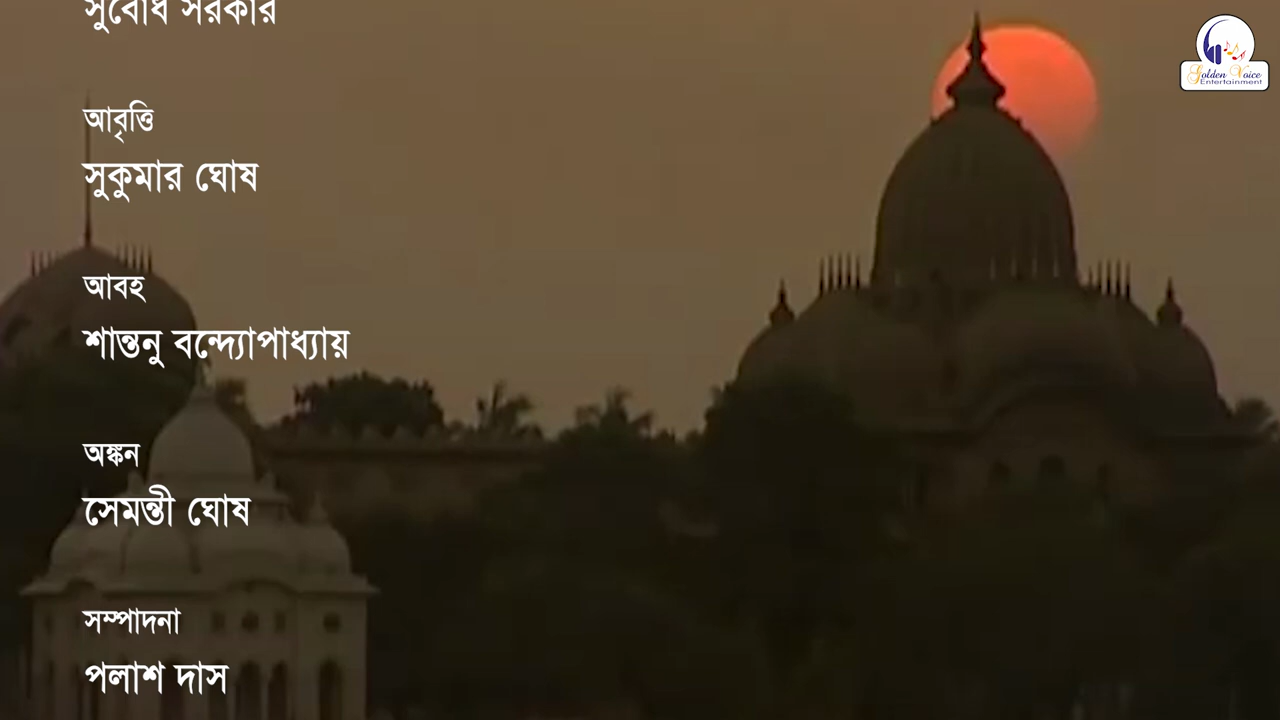 সুবোধ সরকার
আবৃত্তি
সুকুমার ঘোষ
আবহ
শান্তনু বন্দ্যোপাধ্যায়
অঙ্কন
সেমন্তী ঘোষ
সম্পাদনা
পলাশ দাস
Golden Voice
Entertainment